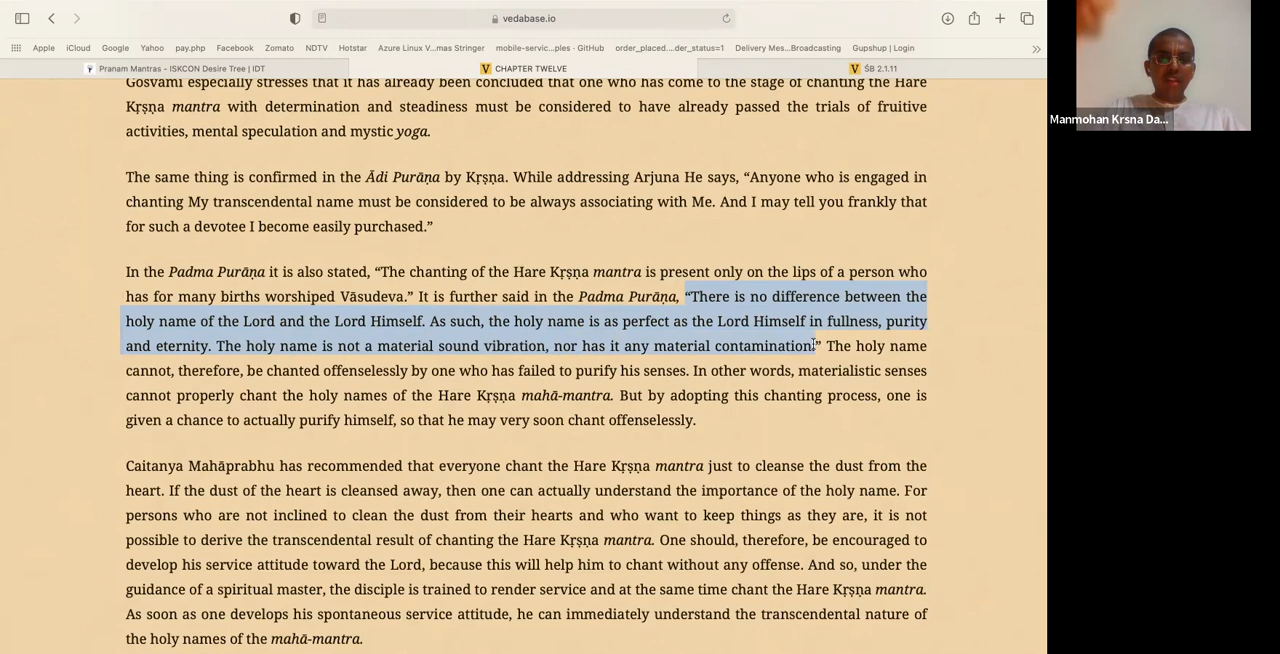 vedabase.io
Apple iCloud Google Yahoo pay.php Facebook Zomato NDTV Hotstar Azure Linux V...mas Stringer mobile-servic...ples · GitHub order_placed....der_status=1 Delivery Mes...Broadcasting Gupshup | Login
Pranam Mantras - ISKCON Desire Tree | IDT CHAPTER TWELVE ŚB 2.1.11
Manmohan Krsna Da...
Gosvāmī especially stresses that it has already been concluded that one who has come to the stage of chanting the Hare
Kṛṣṇa mantra with determination and steadiness must be considered to have already passed the trials of fruitive
activities, mental speculation and mystic yoga.
The same thing is confirmed in the Ādi Purāṇa by Kṛṣṇa. While addressing Arjuna He says, “Anyone who is engaged in
chanting My transcendental name must be considered to be always associating with Me. And I may tell you frankly that
for such a devotee I become easily purchased.”
In the Padma Purāṇa it is also stated, “The chanting of the Hare Kṛṣṇa mantra is present only on the lips of a person who
has for many births worshiped Vāsudeva.” It is further said in the Padma Purāṇa, “There is no difference between the
holy name of the Lord and the Lord Himself. As such, the holy name is as perfect as the Lord Himself in fullness, purity
and eternity. The holy name is not a material sound vibration, nor has it any material contamination.” The holy name
cannot, therefore, be chanted offenselessly by one who has failed to purify his senses. In other words, materialistic senses
cannot properly chant the holy names of the Hare Kṛṣṇa mahā-mantra. But by adopting this chanting process, one is
given a chance to actually purify himself, so that he may very soon chant offenselessly.
Caitanya Mahāprabhu has recommended that everyone chant the Hare Kṛṣṇa mantra just to cleanse the dust from the
heart. If the dust of the heart is cleansed away, then one can actually understand the importance of the holy name. For
persons who are not inclined to clean the dust from their hearts and who want to keep things as they are, it is not
possible to derive the transcendental result of chanting the Hare Kṛṣṇa mantra. One should, therefore, be encouraged to
develop his service attitude toward the Lord, because this will help him to chant without any offense. And so, under the
guidance of a spiritual master, the disciple is trained to render service and at the same time chant the Hare Kṛṣṇa mantra.
As soon as one develops his spontaneous service attitude, he can immediately understand the transcendental nature of
the holy names of the mahā-mantra.